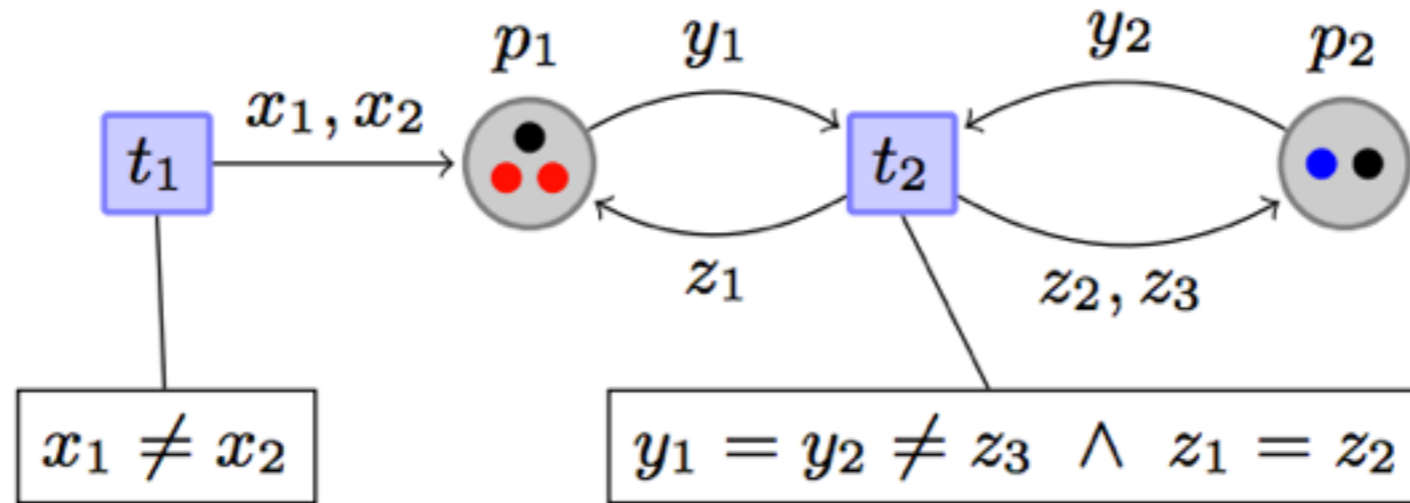 p₁ y₁ y₂ p₂
x₁, x₂
t₁ t₂
z₁ z₂, z₃
x₁ ≠ x₂ y₁ = y₂ ≠ z₃ ∧ z₁ = z₂